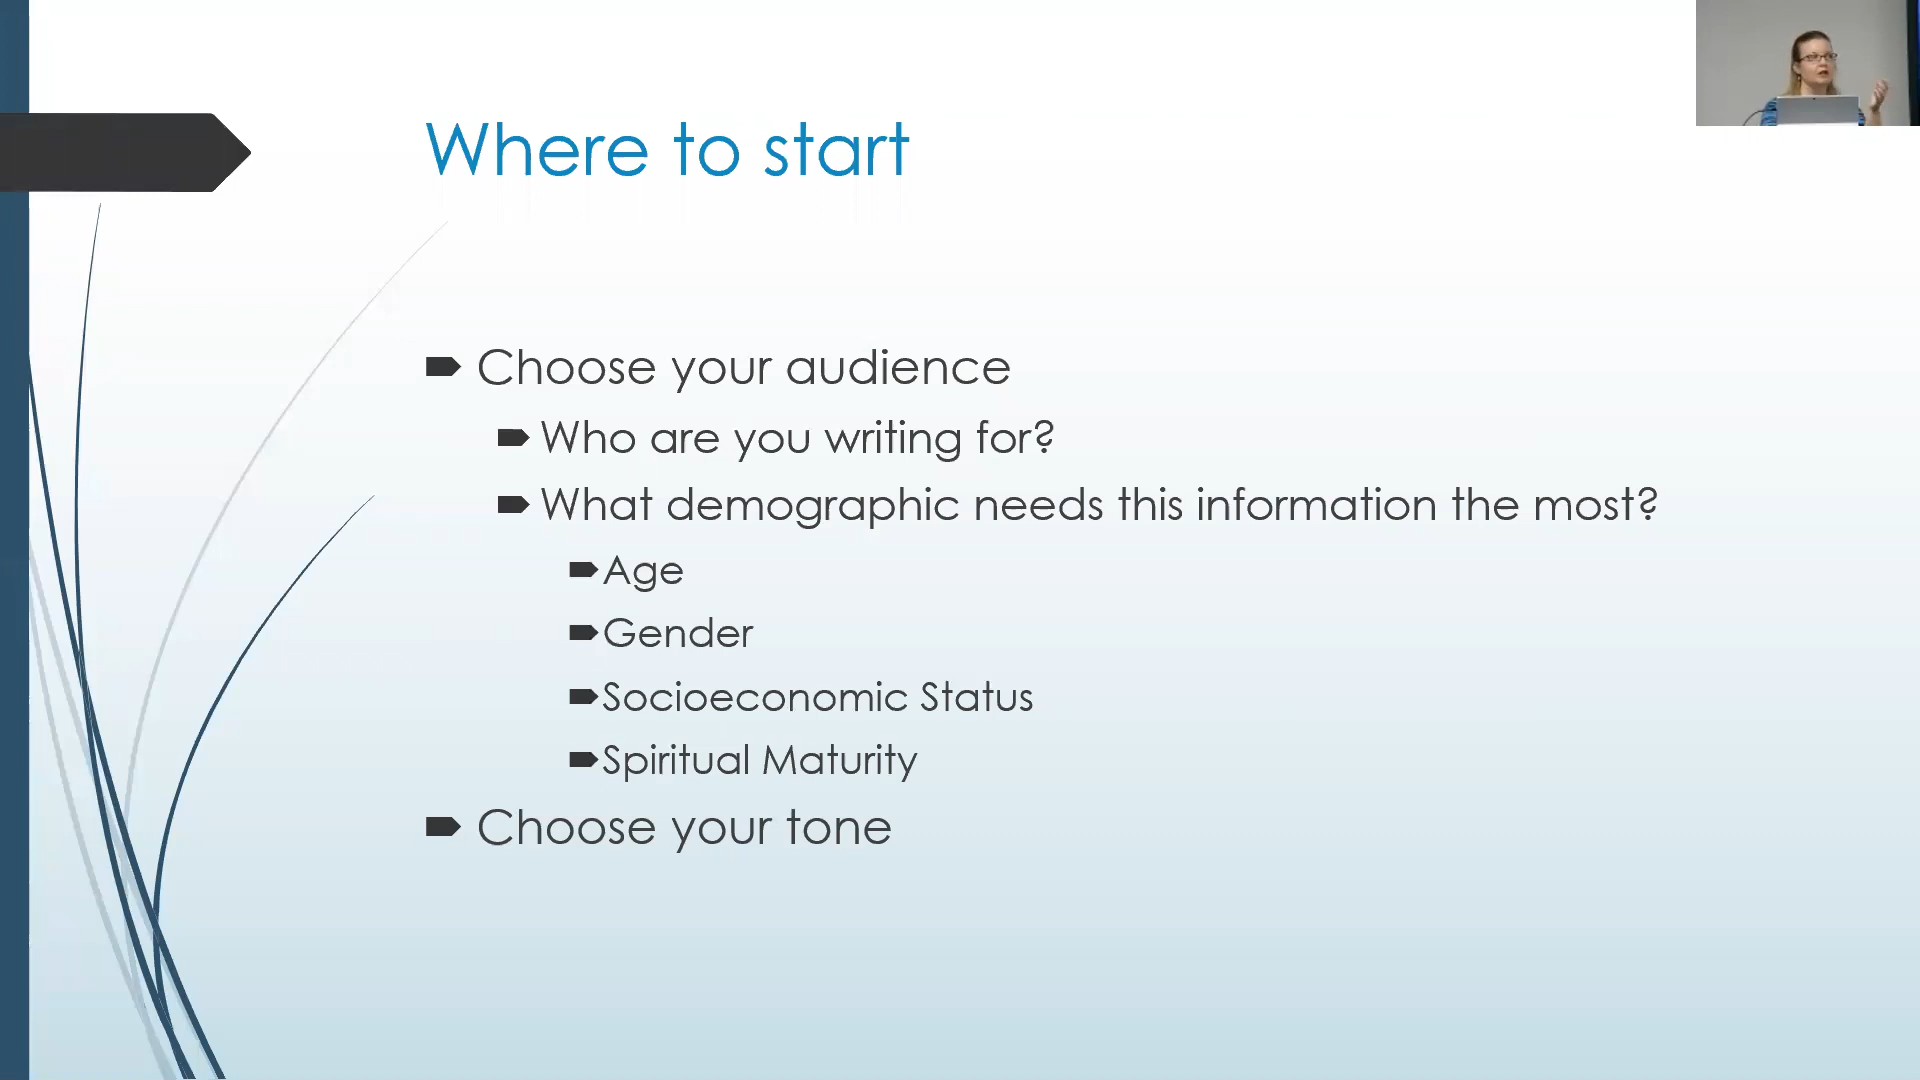 Where to start
Choose your audience
Who are you writing for?
What demographic needs this information the most?
Age
Gender
Socioeconomic Status
Spiritual Maturity
Choose your tone